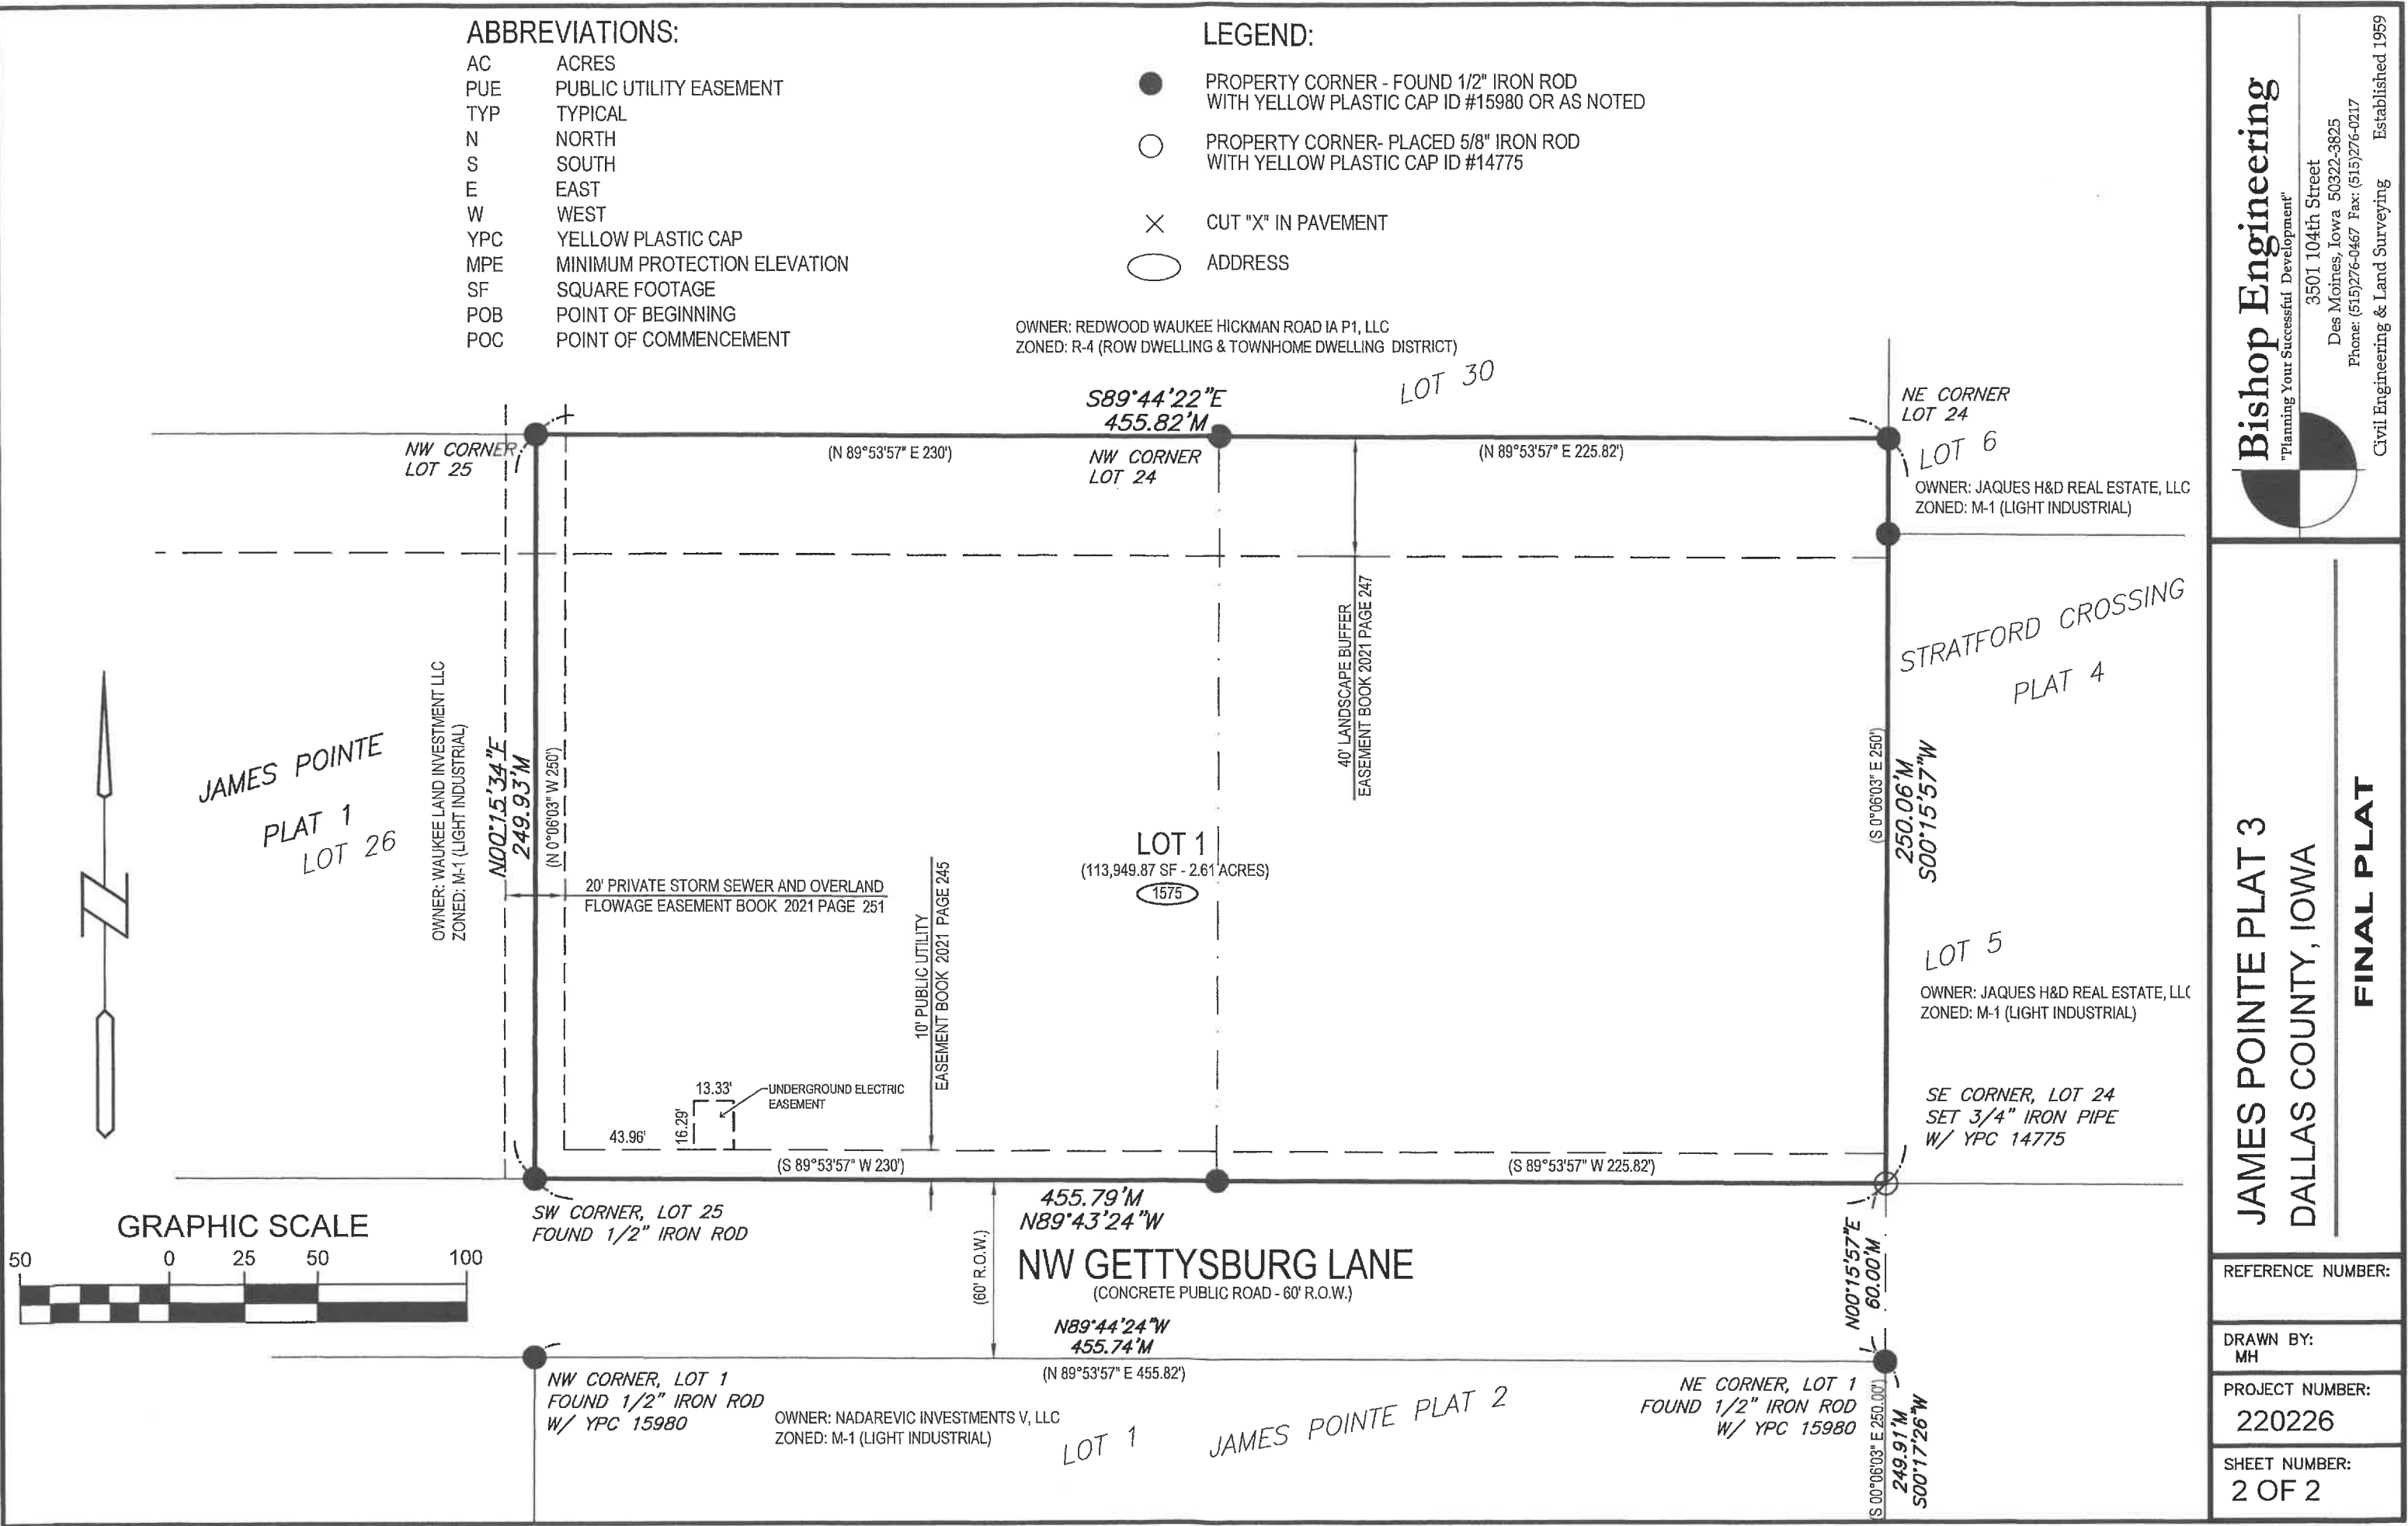 ABBREVIATIONS:
AC ACRES
PUE PUBLIC UTILITY EASEMENT
TYP TYPICAL
N NORTH
S SOUTH
E EAST
W WEST
YPC YELLOW PLASTIC CAP
MPE MINIMUM PROTECTION ELEVATION
SF SQUARE FOOTAGE
POB POINT OF BEGINNING
POC POINT OF COMMENCEMENT
LEGEND:
PROPERTY CORNER - FOUND 1/2" IRON ROD
WITH YELLOW PLASTIC CAP ID #15980 OR AS NOTED
PROPERTY CORNER- PLACED 5/8" IRON ROD
WITH YELLOW PLASTIC CAP ID #14775
CUT "X" IN PAVEMENT
ADDRESS
OWNER: REDWOOD WAUKEE HICKMAN ROAD IA P1, LLC
ZONED: R-4 (ROW DWELLING & TOWNHOME DWELLING DISTRICT)
LOT 30
S89°44'22"E
455.82'M
NW CORNER
LOT 25
(N 89°53'57" E 230')
NW CORNER
LOT 24
(N 89°53'57" E 225.82')
NE CORNER
LOT 24
LOT 6
OWNER: JAQUES H&D REAL ESTATE, LLC
ZONED: M-1 (LIGHT INDUSTRIAL)
STRATFORD CROSSING
PLAT 4
40' LANDSCAPE BUFFER
EASEMENT BOOK 2021 PAGE 247
JAMES POINTE
PLAT 1
LOT 26
OWNER: WAUKEE LAND INVESTMENT LLC
ZONED: M-1 (LIGHT INDUSTRIAL)
N00°15'34"E
249.93'M
(N 0°06'03" W 250')
20' PRIVATE STORM SEWER AND OVERLAND
FLOWAGE EASEMENT BOOK 2021 PAGE 251
10' PUBLIC UTILITY
EASEMENT BOOK 2021 PAGE 245
LOT 1
(113,949.87 SF - 2.61 ACRES)
1575
(S 0°06'03" E 250')
250.06'M
S00°15'57"W
LOT 5
OWNER: JAQUES H&D REAL ESTATE, LL
ZONED: M-1 (LIGHT INDUSTRIAL)
13.33'
UNDERGROUND ELECTRIC
EASEMENT
16.29'
43.96'
SE CORNER, LOT 24
SET 3/4" IRON PIPE
W/ YPC 14775
(S 89°53'57" W 230')
(S 89°53'57" W 225.82')
SW CORNER, LOT 25
FOUND 1/2" IRON ROD
455.79'M
N89°43'24"W
GRAPHIC SCALE
50 0 25 50 100
(60' R.O.W.)
NW GETTYSBURG LANE
(CONCRETE PUBLIC ROAD - 60' R.O.W.)
N00°15'57"E
60.00'M
N89°44'24"W
455.74'M
(N 89°53'57" E 455.82')
NW CORNER, LOT 1
FOUND 1/2" IRON ROD
W/ YPC 15980
OWNER: NADAREVIC INVESTMENTS V, LLC
ZONED: M-1 (LIGHT INDUSTRIAL)
LOT 1
JAMES POINTE PLAT 2
NE CORNER, LOT 1
FOUND 1/2" IRON ROD
W/ YPC 15980
(S 00°06'03" E 250.00')
249.91'M
S00°17'26"W
Bishop Engineering
"Planning Your Successful Development"
3501 104th Street
Des Moines, Iowa 50322-3825
Phone: (515)276-0467 Fax: (515)276-0217
Civil Engineering & Land Surveying Established 1959
JAMES POINTE PLAT 3
DALLAS COUNTY, IOWA
FINAL PLAT
REFERENCE NUMBER:
DRAWN BY:
MH
PROJECT NUMBER:
220226
SHEET NUMBER:
2 OF 2